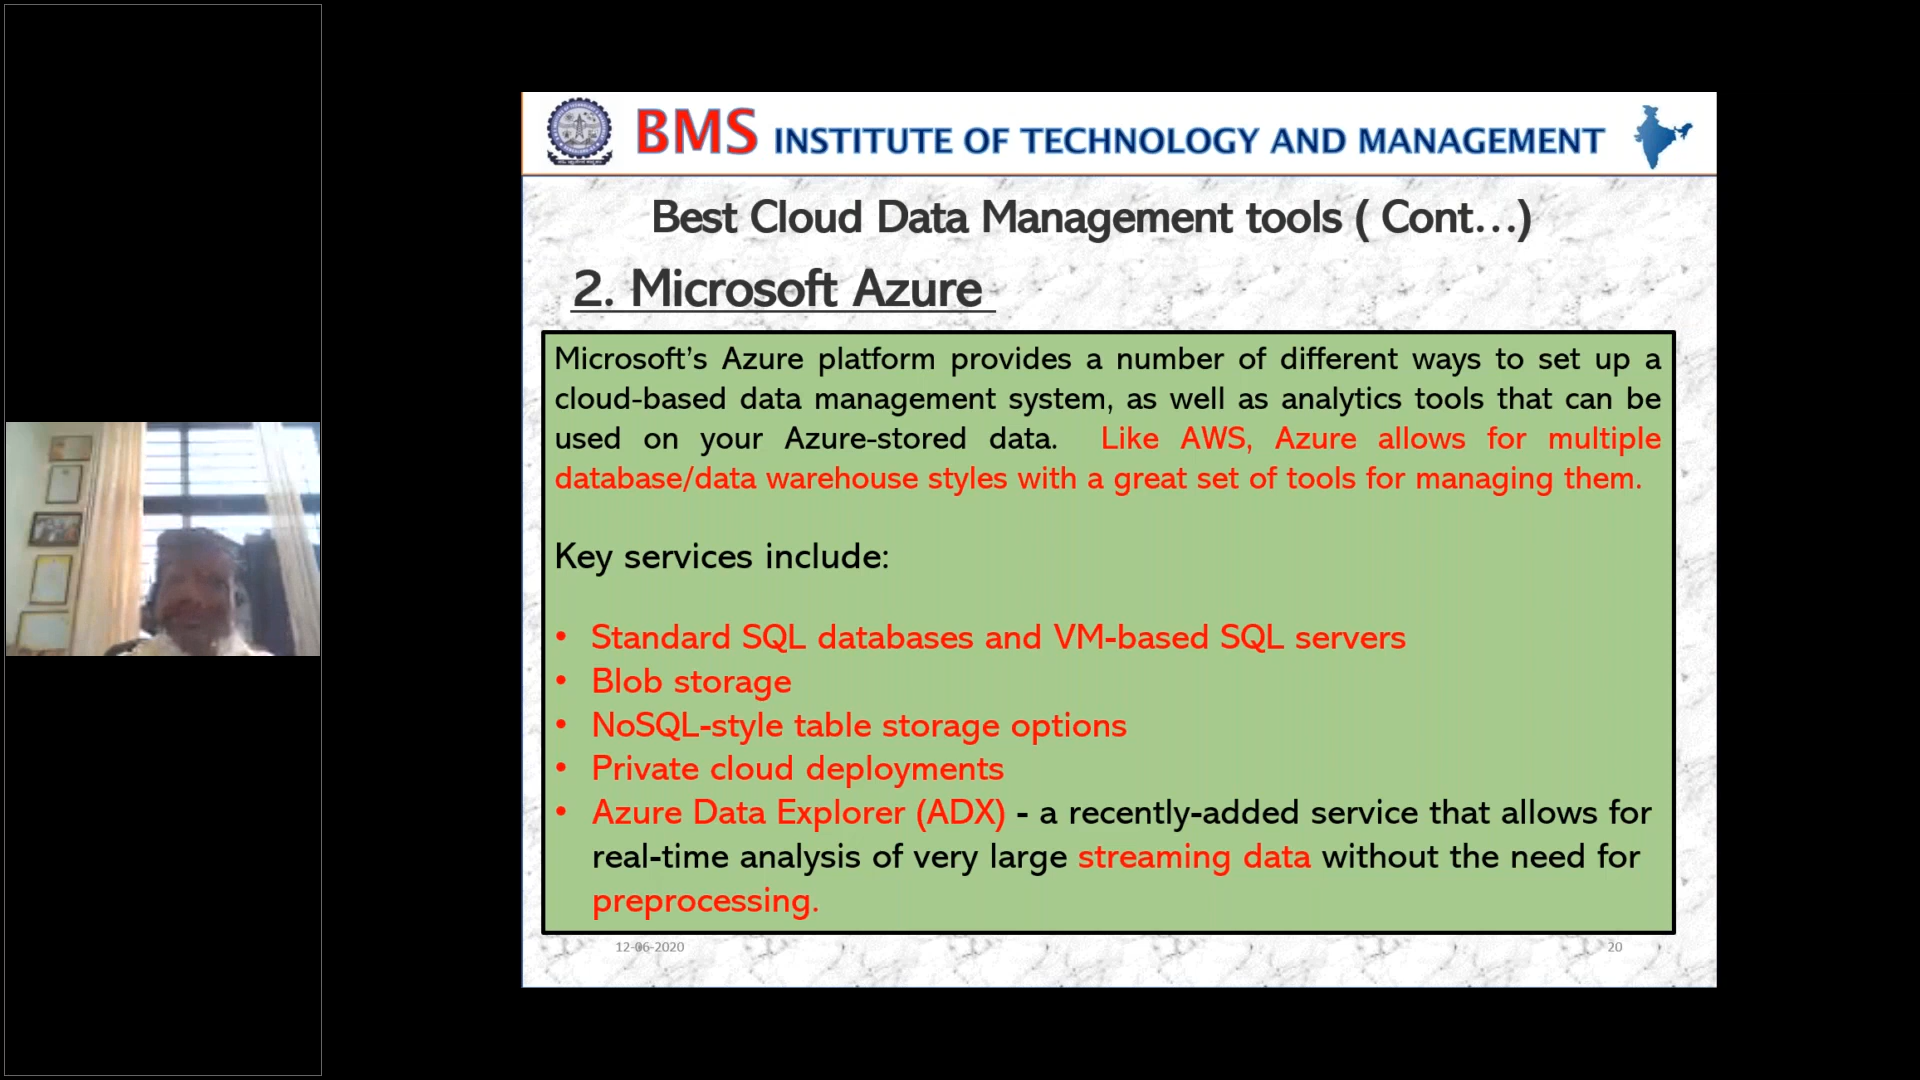 BMS INSTITUTE OF TECHNOLOGY AND MANAGEMENT
Best Cloud Data Management tools ( Cont...)
2. Microsoft Azure
Microsoft's Azure platform provides a number of different ways to set up a
cloud-based data management system, as well as analytics tools that can be
used on your Azure-stored data. Like AWS, Azure allows for multiple
database/data warehouse styles with a great set of tools for managing them.
Key services include:
• Standard SQL databases and VM-based SQL servers
• Blob storage
• NoSQL-style table storage options
• Private cloud deployments
• Azure Data Explorer (ADX) - a recently-added service that allows for
real-time analysis of very large streaming data without the need for
preprocessing.
12-06-2020
20